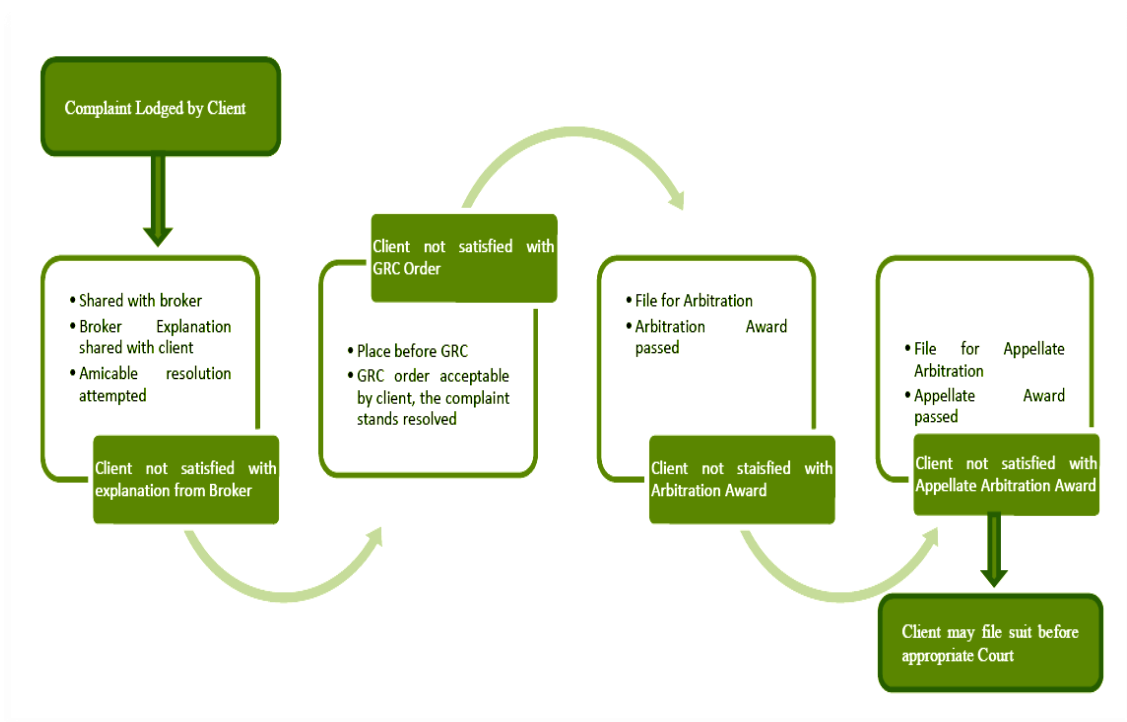 Complaint Lodged by Client
• Shared with broker
• Broker Explanation
shared with client
• Amicable resolution
attempted
Client not satisfied with
explanation from Broker
Client not satisfied with
GRC Order
• Place before GRC
• GRC order acceptable
by client, the complaint
stands resolved
• File for Arbitration
• Arbitration Award
passed
Client not staisfied with
Arbitration Award
• File for Appellate
Arbitration
• Appellate Award
passed
Client not satisfied with
Appellate Arbitration Award
Client may file suit before
appropriate Court